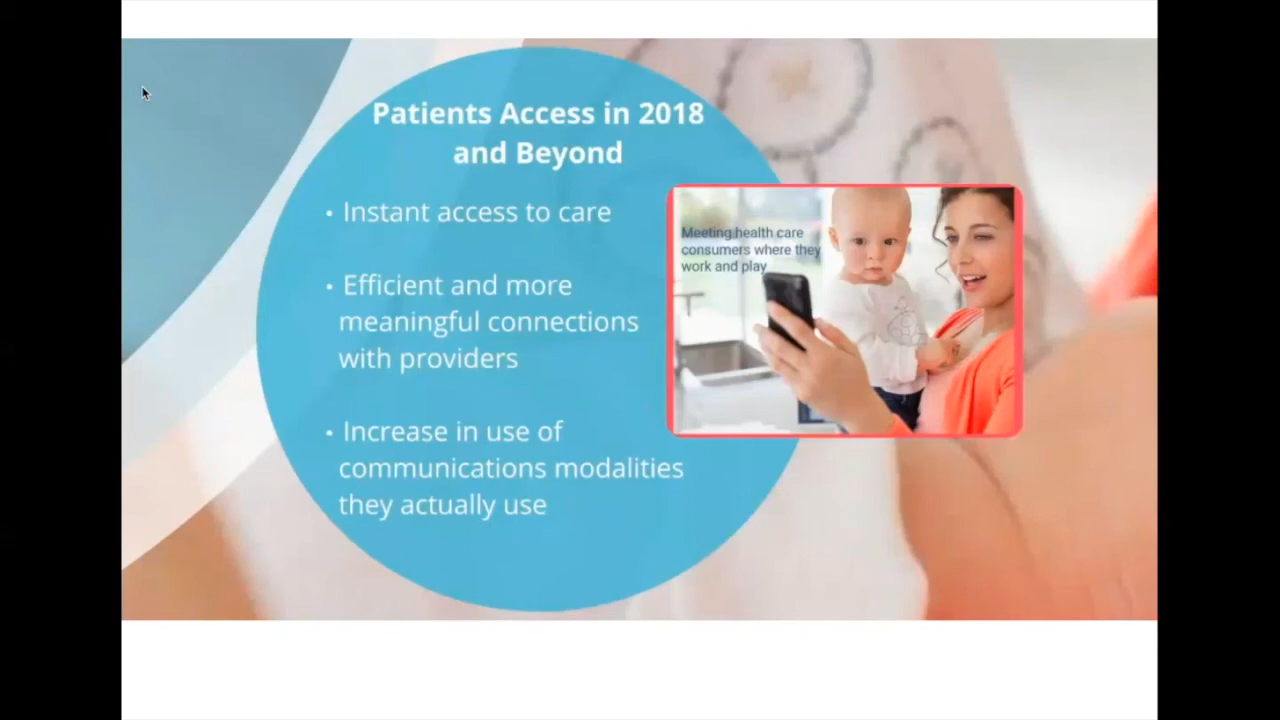 Patients Access in 2018
and Beyond
• Instant access to care
• Efficient and more
meaningful connections
with providers
• Increase in use of
communications modalities
they actually use
Meeting health care
consumers where they
work and play